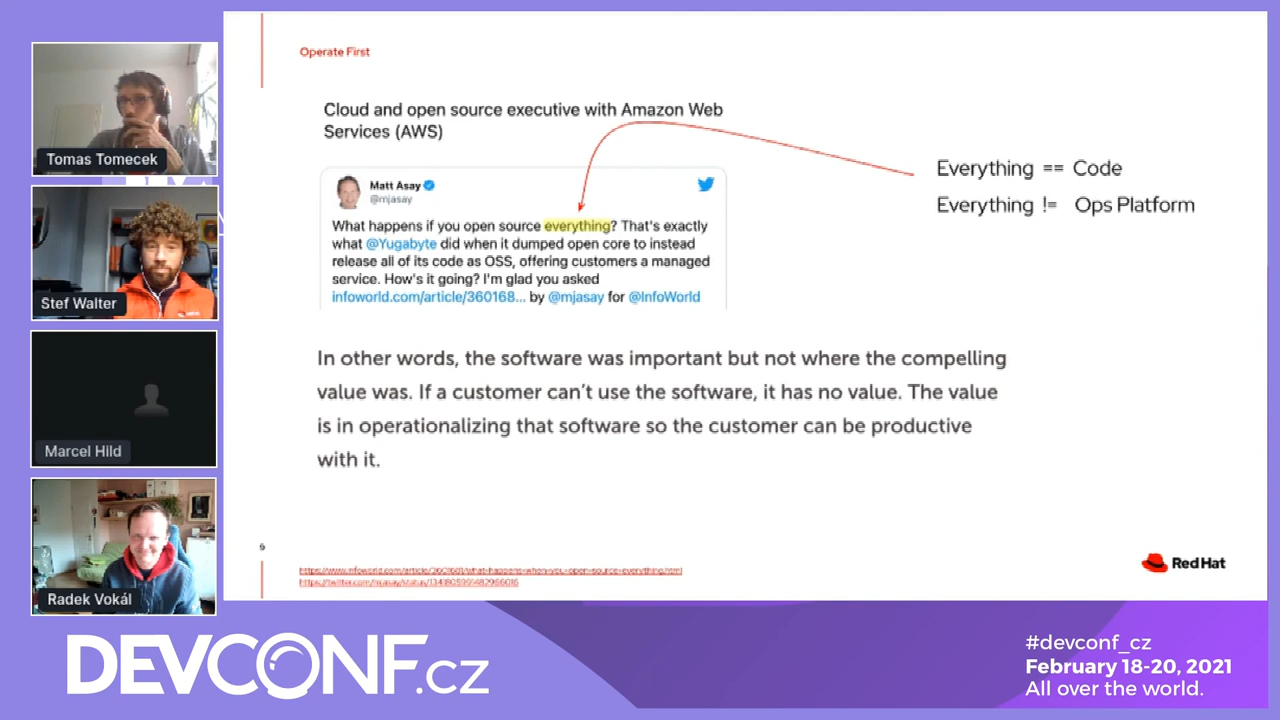 Tomas Tomecek
Stef Walter
Marcel Hild
Radek Vokál
Operate First
Cloud and open source executive with Amazon Web
Services (AWS)
Matt Asay
@mjasay
What happens if you open source everything? That's exactly
what @Yugabyte did when it dumped open core to instead
release all of its code as OSS, offering customers a managed
service. How's it going? I'm glad you asked
infoworld.com/article/360168... by @mjasay for @InfoWorld
Everything == Code
Everything != Ops Platform
In other words, the software was important but not where the compelling
value was. If a customer can't use the software, it has no value. The value
is in operationalizing that software so the customer can be productive
with it.
9
Red Hat
DEVCONF.cz
#devconf_cz
February 18-20, 2021
All over the world.